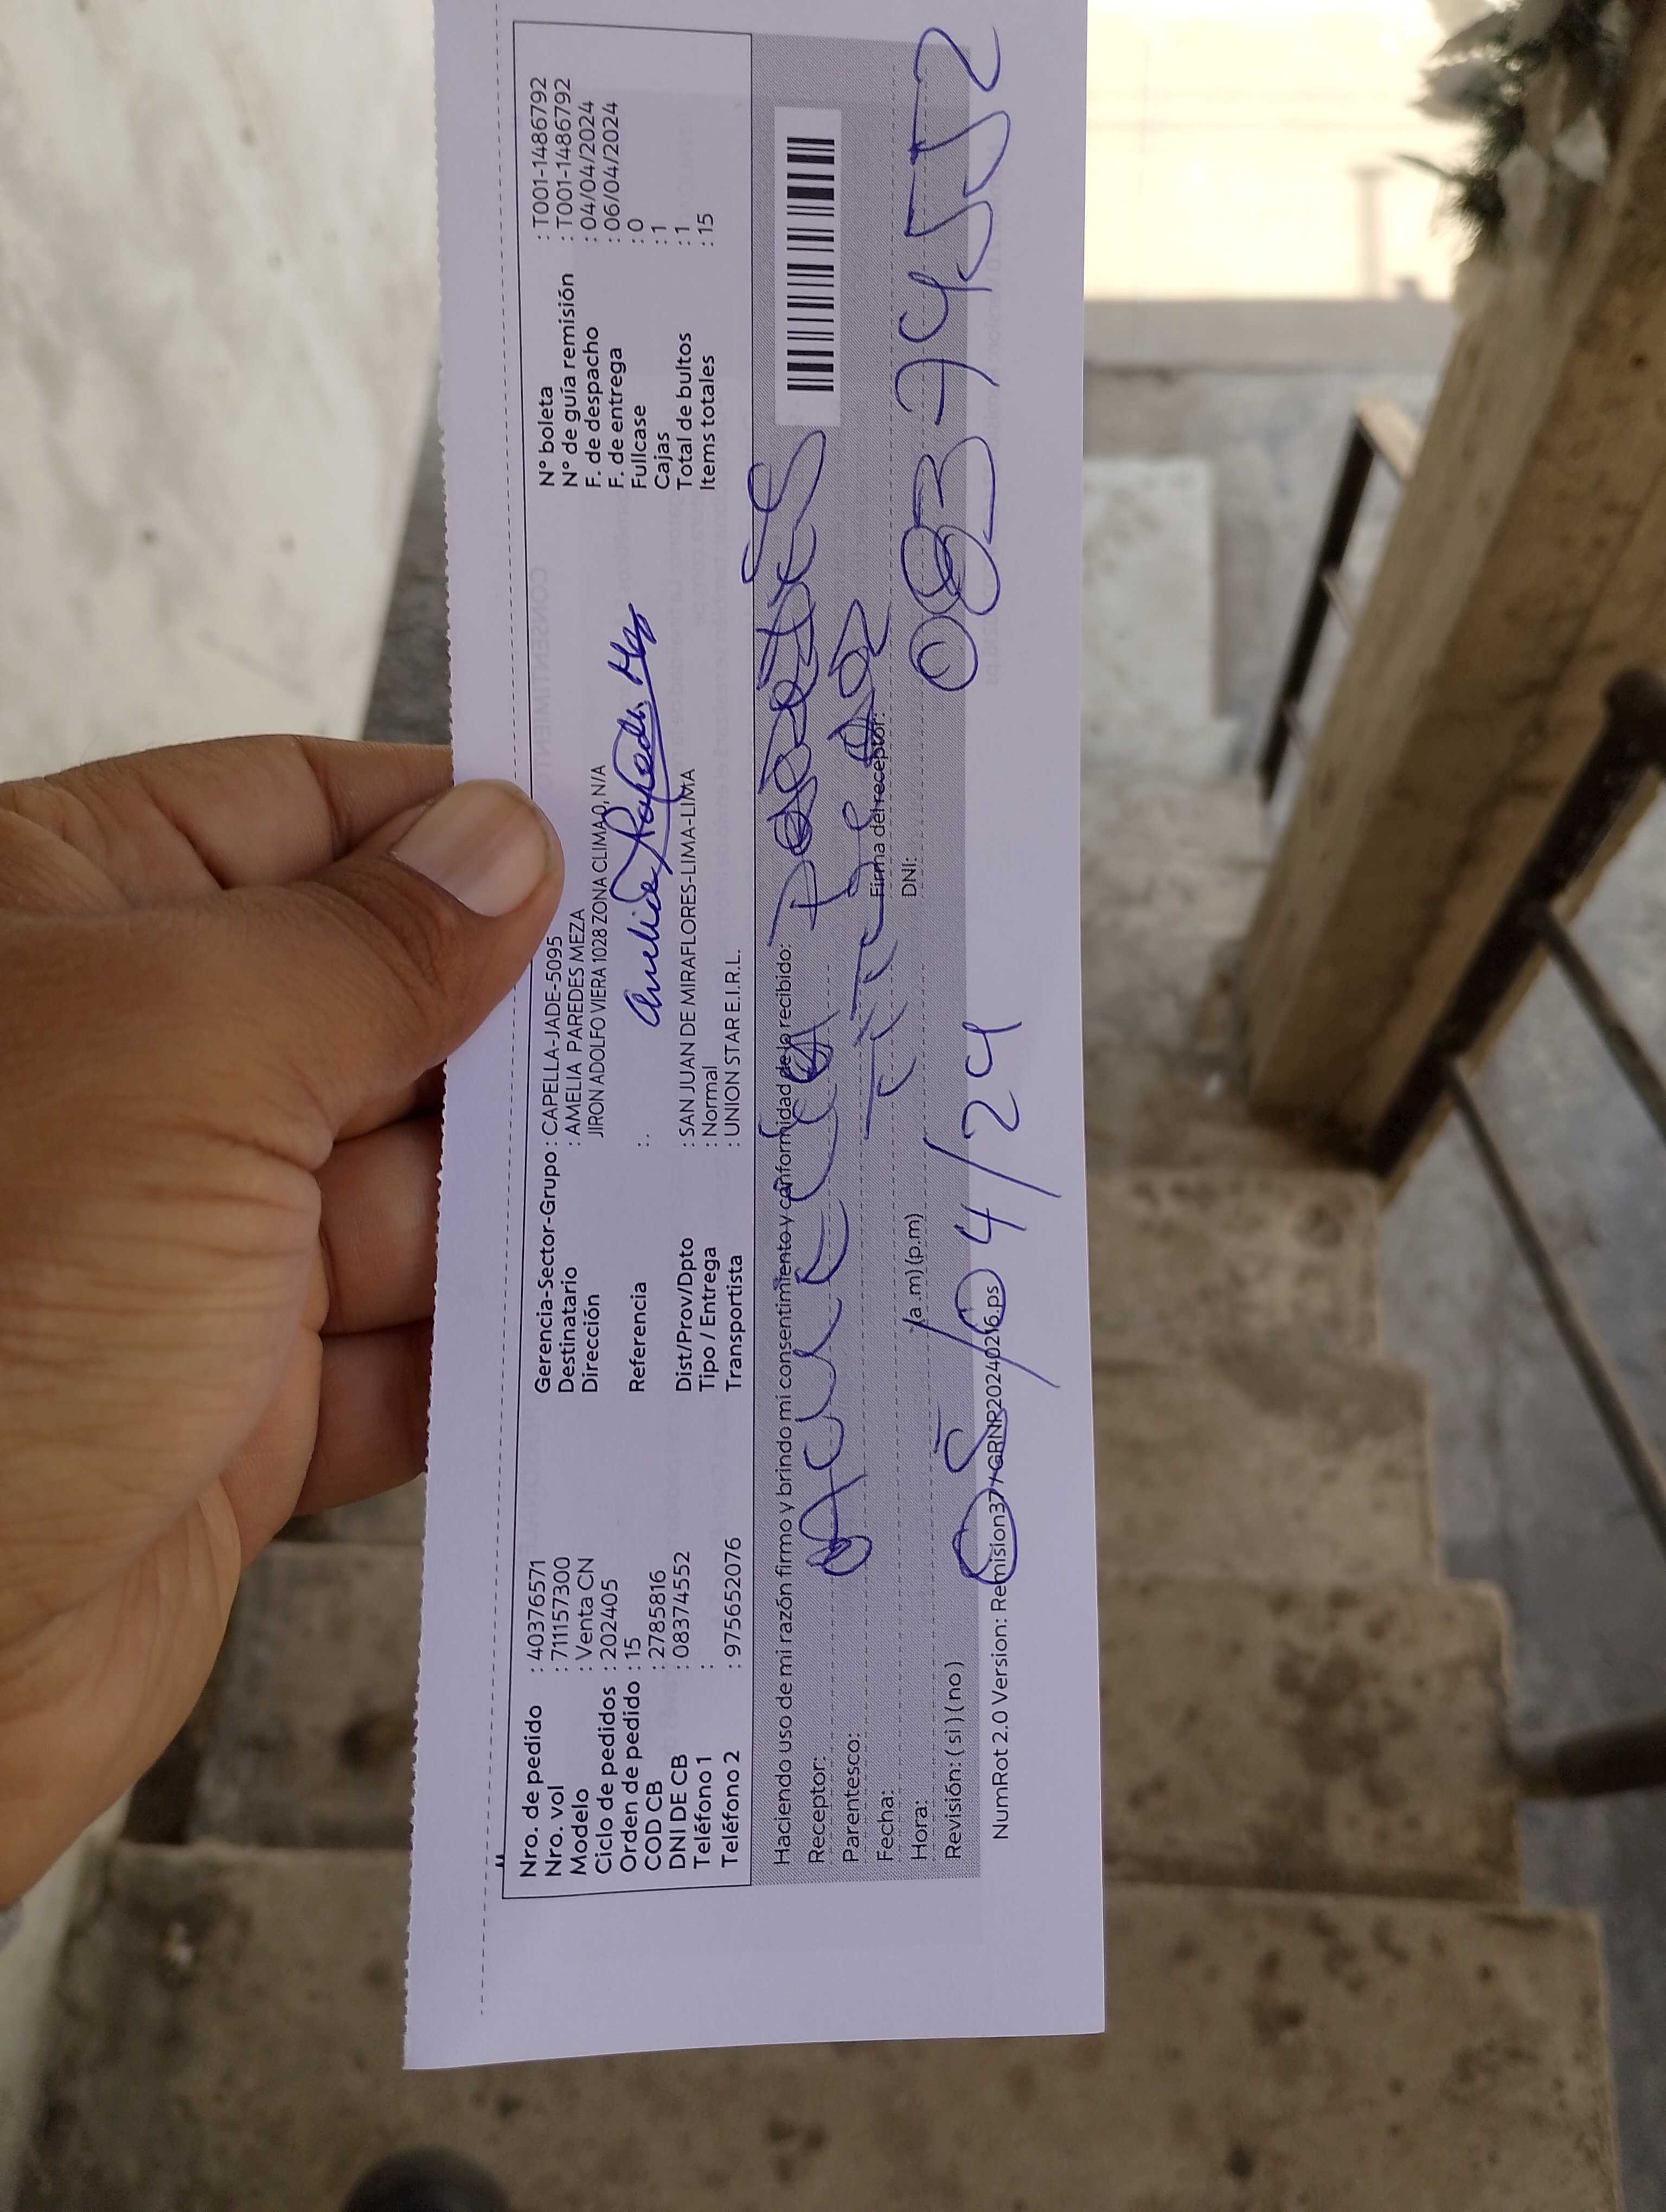 Nro. de pedido : 40376571
Nro. vol : 711157300
Modelo : Venta CN
Ciclo de pedidos : 202405
Orden de pedido : 15
COD CB : 2785816
DNI DE CB : 08374552
Teléfono 1 :
Teléfono 2 : 975652076
Gerencia-Sector-Grupo : CAPELLA-JADE-5095
Destinatario : AMELIA PAREDES MEZA
Dirección JIRON ADOLFO VIERA 1028 ZONA CLIMA0, N/A
Referencia :.
Dist/Prov/Dpto : SAN JUAN DE MIRAFLORES-LIMA-LIMA
Tipo / Entrega : Normal
Transportista : UNION STAR E.I.R.L.
N° boleta : T001-1486792
N° de guía remisión : T001-1486792
F. de despacho : 04/04/2024
F. de entrega : 06/04/2024
Fullcase : 0
Cajas : 1
Total de bultos : 1
Items totales : 15
Haciendo uso de mi razón firmo y brindo mi consentimiento y conformidad de lo recibido:
Receptor: Amelia Paredes
Parentesco: Titular
Fecha:
Firma del receptor:
Hora: (a .m) (p.m)
DNI: 08374552
Revisión: ( si ) ( no )
05/04/24
NumRot 2.0 Version: Remision37 / GRNR20240216.ps